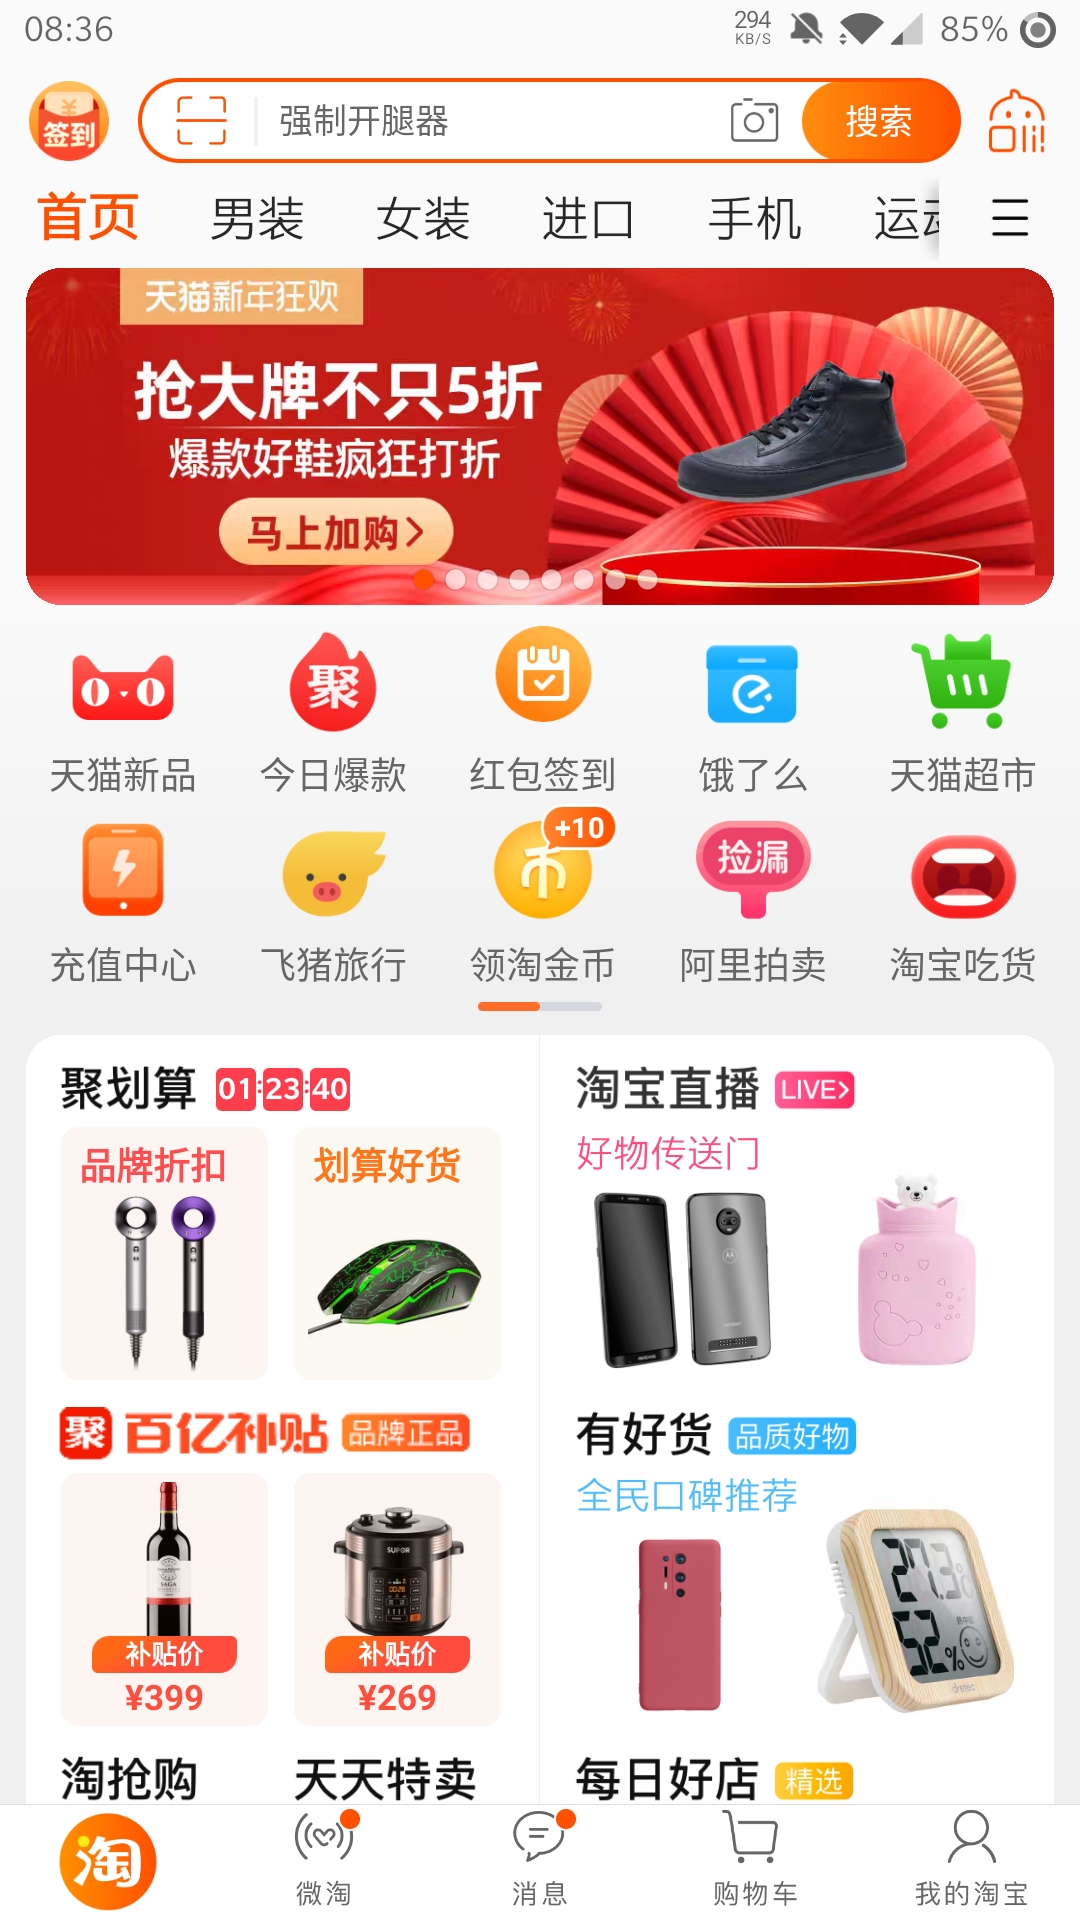 08:36
294
KB/S
85%
签到
强制开腿器
搜索
首页 男装 女装 进口 手机 运动
天猫新年狂欢
抢大牌不只5折
爆款好鞋疯狂打折
马上加购>
聚
天猫新品 今日爆款 红包签到 饿了么 天猫超市
币
+10
捡漏
充值中心 飞猪旅行 领淘金币 阿里拍卖 淘宝吃货
聚划算 01:23:40
淘宝直播 LIVE>
品牌折扣 划算好货
好物传送门
聚 百亿补贴 品牌正品
有好货 品质好物
全民口碑推荐
SAGA
SUPOR
补贴价 补贴价
¥399 ¥269
dretec
淘抢购 天天特卖
每日好店 精选
淘
微淘 消息 购物车 我的淘宝